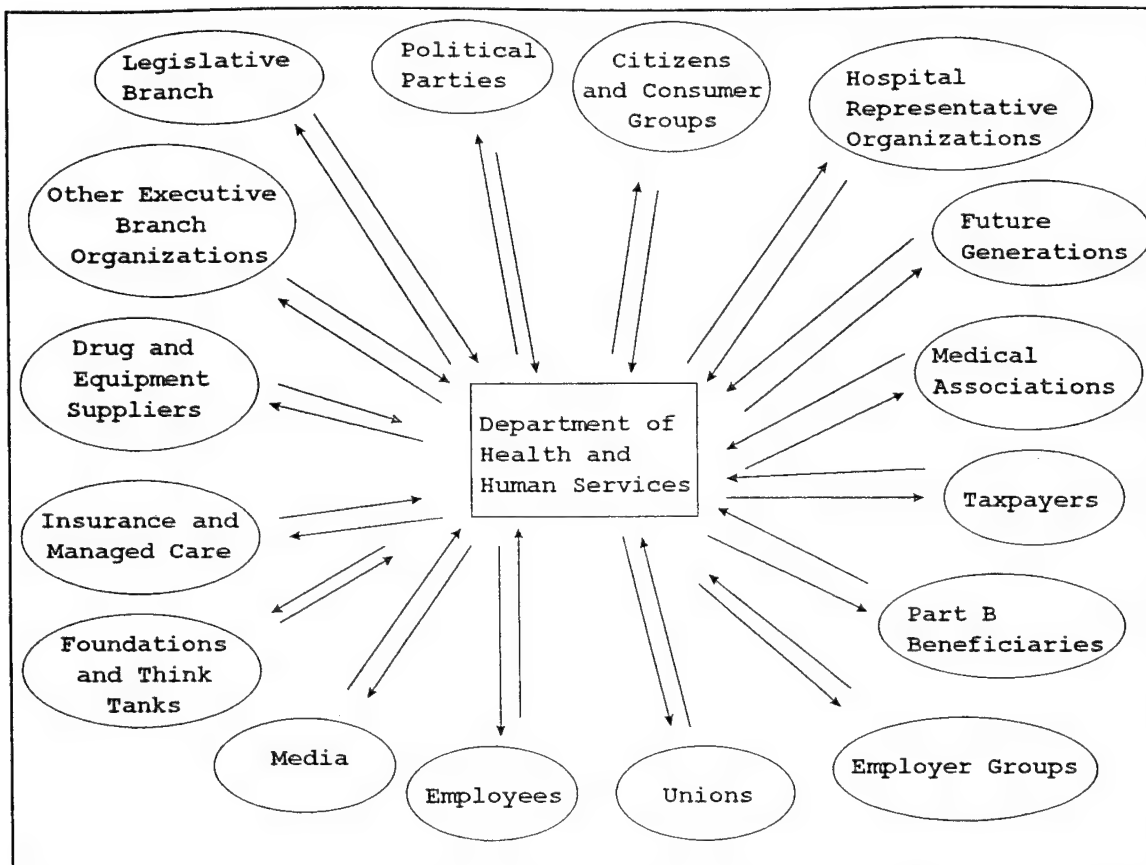 Legislative
Branch
Political
Parties
Citizens
and Consumer
Groups
Hospital
Representative
Organizations
Other Executive
Branch
Organizations
Future
Generations
Drug and
Equipment
Suppliers
Department of
Health and
Human Services
Medical
Associations
Taxpayers
Insurance and
Managed Care
Part B
Beneficiaries
Foundations
and Think
Tanks
Media
Employees
Unions
Employer Groups